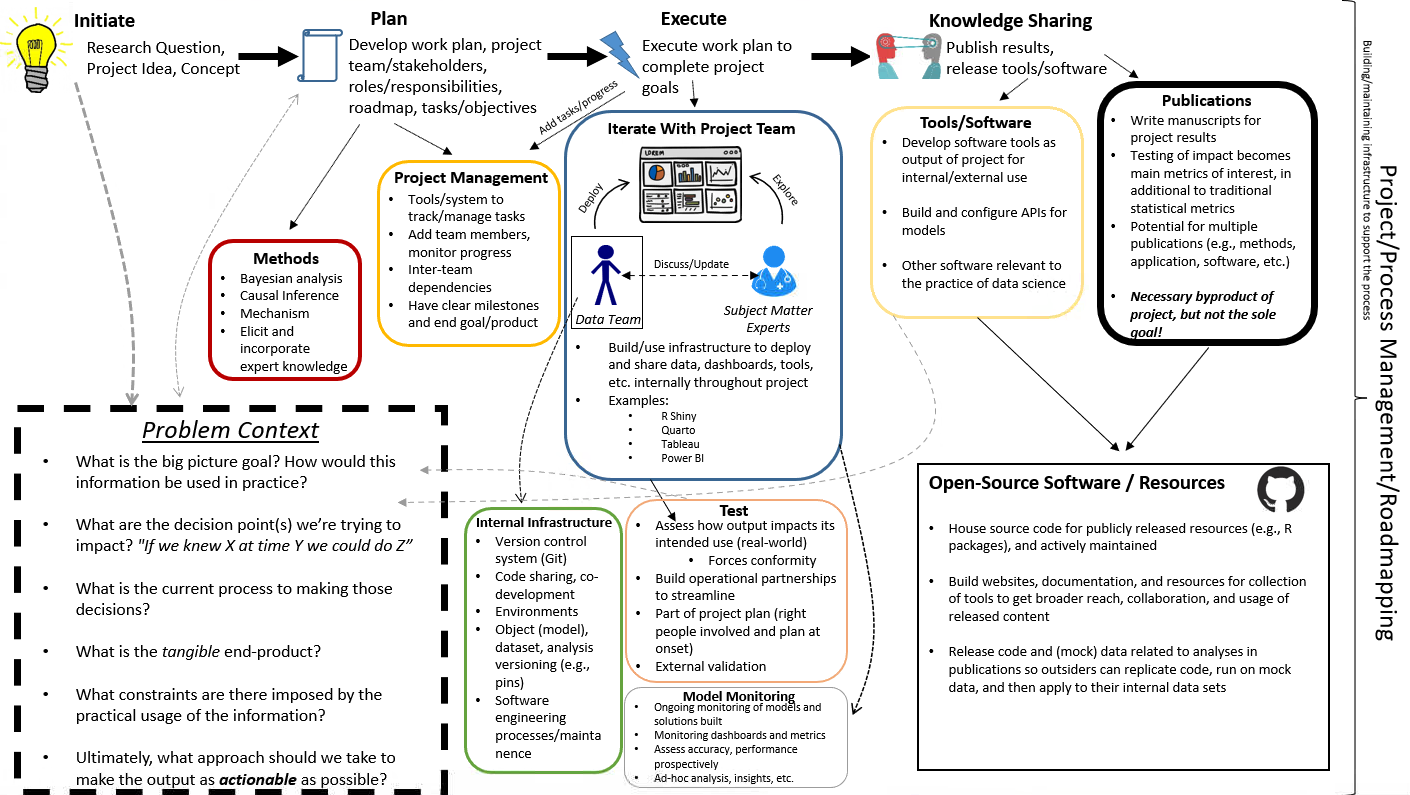 Initiate
Research Question,
Project Idea, Concept
Plan
Develop work plan, project
team/stakeholders,
roles/responsibilities,
roadmap, tasks/objectives
Execute
Execute work plan to
complete project
goals
Knowledge Sharing
Publish results,
release tools/software
Add tasks/progress
Methods
• Bayesian analysis
• Causal Inference
• Mechanism
• Elicit and
incorporate
expert knowledge
Project Management
• Tools/system to
track/manage tasks
• Add team members,
monitor progress
• Inter-team
dependencies
• Have clear milestones
and end goal/product
Iterate With Project Team
LOREM
Deploy
Explore
Discuss/Update
Data Team
Subject Matter
Experts
• Build/use infrastructure to deploy
and share data, dashboards, tools,
etc. internally throughout project
• Examples:
• R Shiny
• Quarto
• Tableau
• Power BI
Tools/Software
• Develop software tools as
output of project for
internal/external use
• Build and configure APIs for
models
• Other software relevant to
the practice of data science
Publications
• Write manuscripts for
project results
• Testing of impact becomes
main metrics of interest, in
additional to traditional
statistical metrics
• Potential for multiple
publications (e.g., methods,
application, software, etc.)
• Necessary byproduct of
project, but not the sole
goal!
Problem Context
• What is the big picture goal? How would this
information be used in practice?
• What are the decision point(s) we’re trying to
impact? "If we knew X at time Y we could do Z”
• What is the current process to making those
decisions?
• What is the tangible end-product?
• What constraints are there imposed by the
practical usage of the information?
• Ultimately, what approach should we take to
make the output as actionable as possible?
Internal Infrastructure
• Version control
system (Git)
• Code sharing, co-
development
• Environments
• Object (model),
dataset, analysis
versioning (e.g.,
pins)
• Software
engineering
processes/mainta
nence
Test
• Assess how output impacts its
intended use (real-world)
• Forces conformity
• Build operational partnerships
to streamline
• Part of project plan (right
people involved and plan at
onset)
• External validation
Model Monitoring
• Ongoing monitoring of models and
solutions built
• Monitoring dashboards and metrics
• Assess accuracy, performance
prospectively
• Ad-hoc analysis, insights, etc.
Open-Source Software / Resources
• House source code for publicly released resources (e.g., R
packages), and actively maintained
• Build websites, documentation, and resources for collection
of tools to get broader reach, collaboration, and usage of
released content
• Release code and (mock) data related to analyses in
publications so outsiders can replicate code, run on mock
data, and then apply to their internal data sets
Project/Process Management/Roadmapping
Building/maintaining infrastructure to support the process